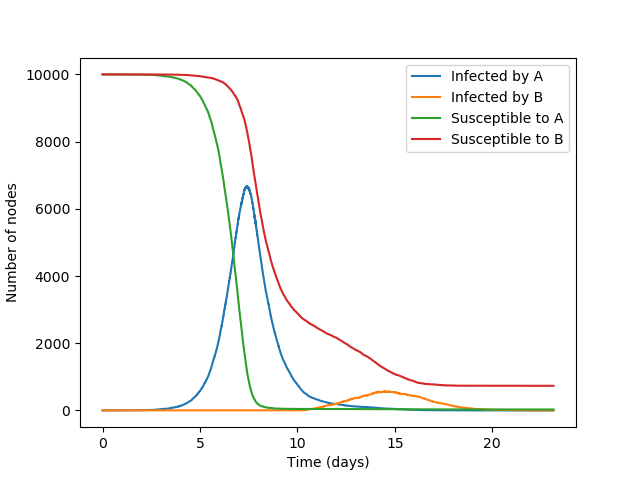 Number of nodes
10000
8000
6000
4000
2000
0
Infected by A
Infected by B
Susceptible to A
Susceptible to B
0 5 10 15 20
Time (days)